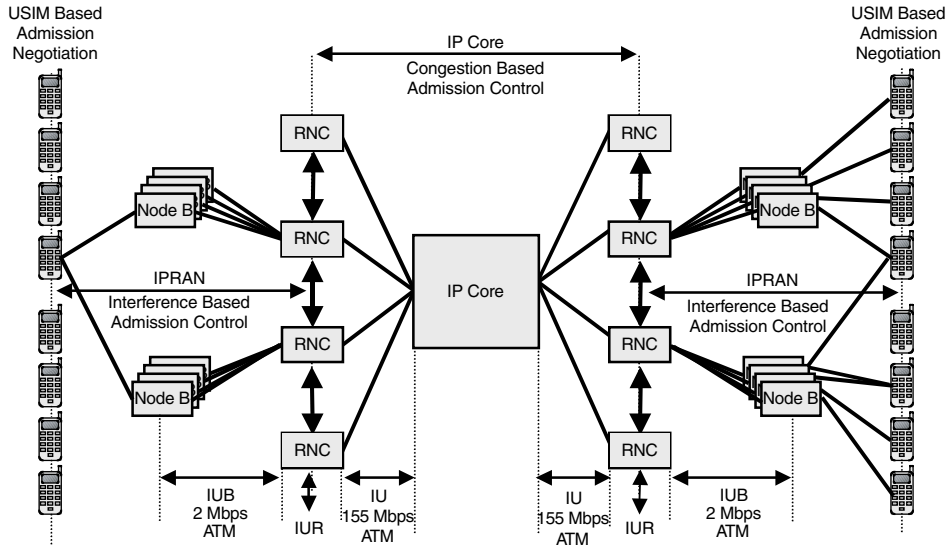 USIM Based
Admission
Negotiation
IP Core
Congestion Based
Admission Control
USIM Based
Admission
Negotiation
RNC
RNC
Node B
Node B
RNC
RNC
IP Core
IPRAN
Interference Based
Admission Control
IPRAN
Interference Based
Admission Control
RNC
RNC
Node B
Node B
RNC
RNC
IUB
2 Mbps
ATM
IUR
IU
155 Mbps
ATM
IU
155 Mbps
ATM
IUR
IUB
2 Mbps
ATM